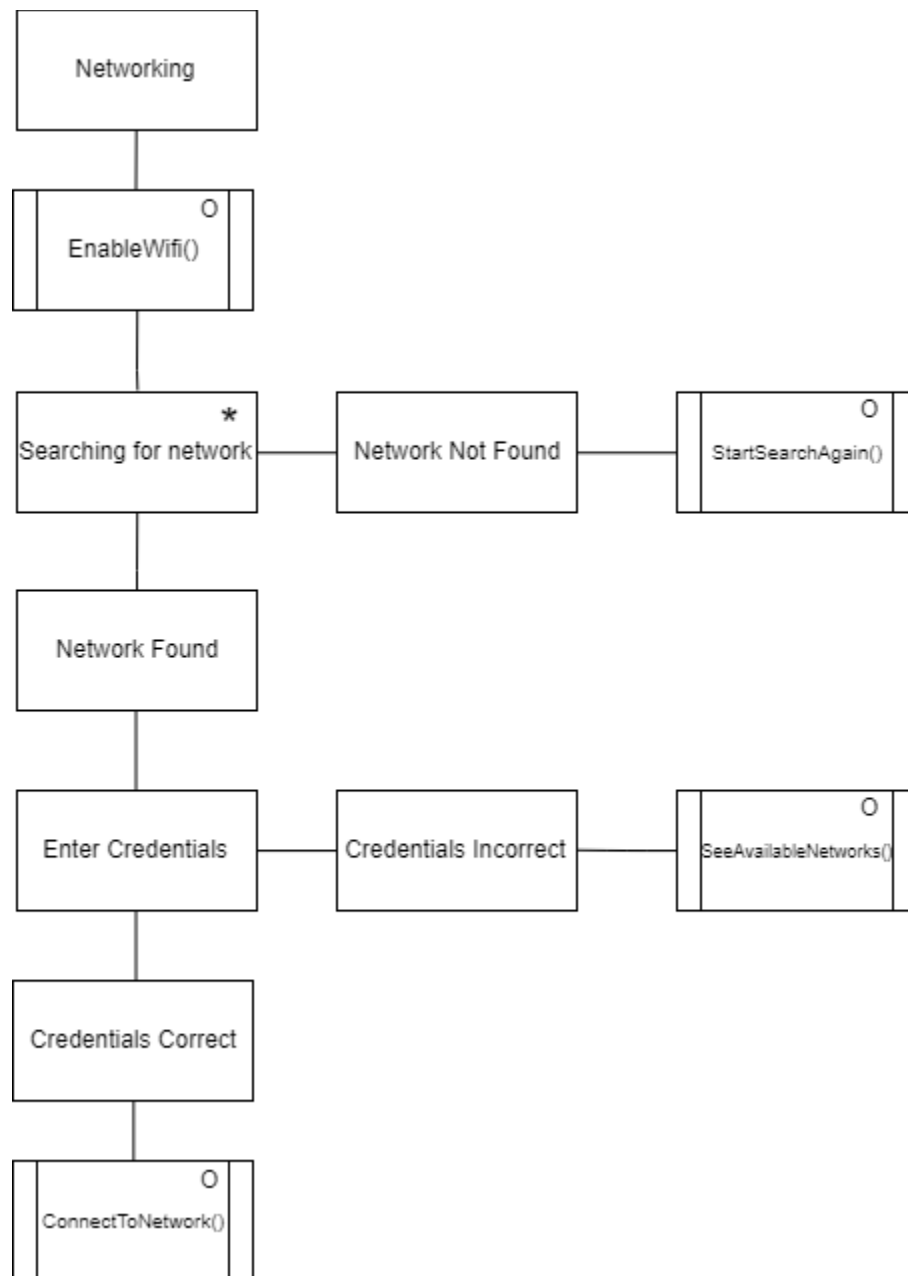 Networking
O
EnableWifi()
*
Searching for network
Network Not Found
O
StartSearchAgain()
Network Found
Enter Credentials
Credentials Incorrect
O
SeeAvailableNetworks()
Credentials Correct
O
ConnectToNetwork()